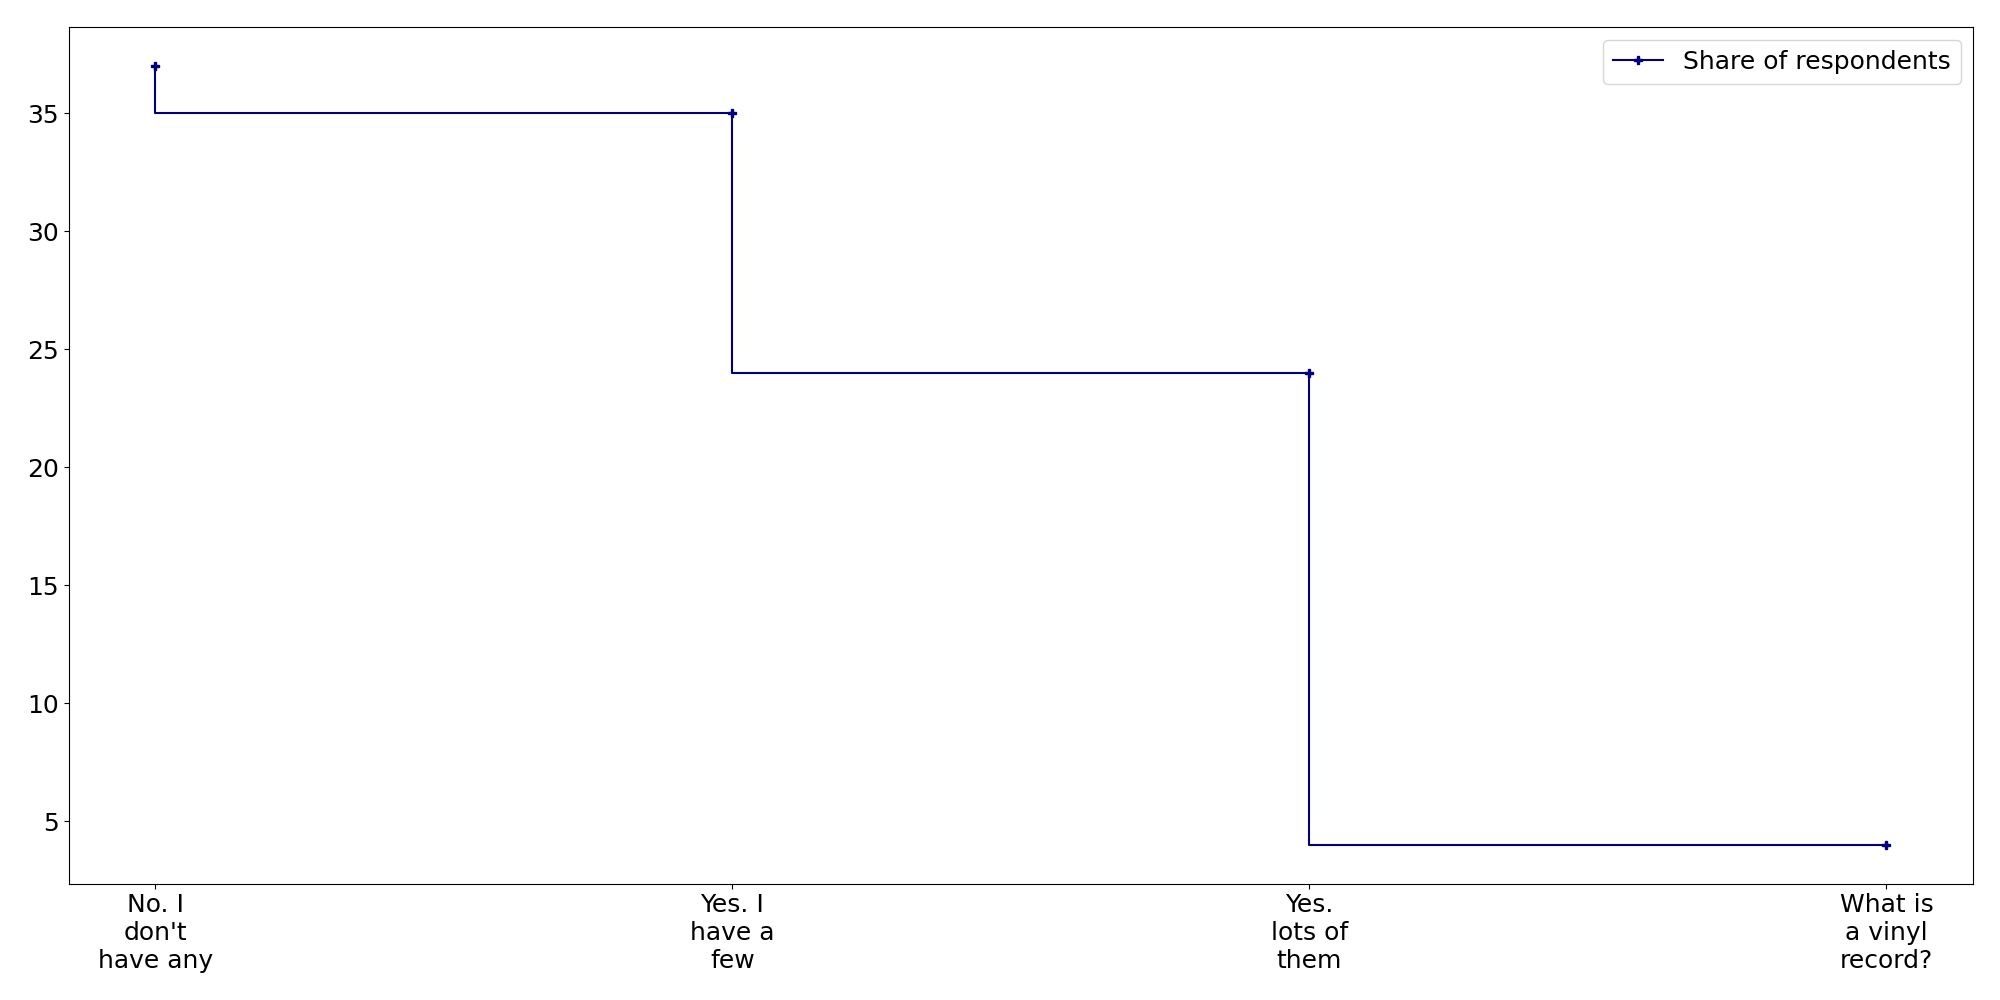 Share of respondents
35
30
25
20
15
10
5
No. I
don't
have any
Yes. I
have a
few
Yes.
lots of
them
What is
a vinyl
record?